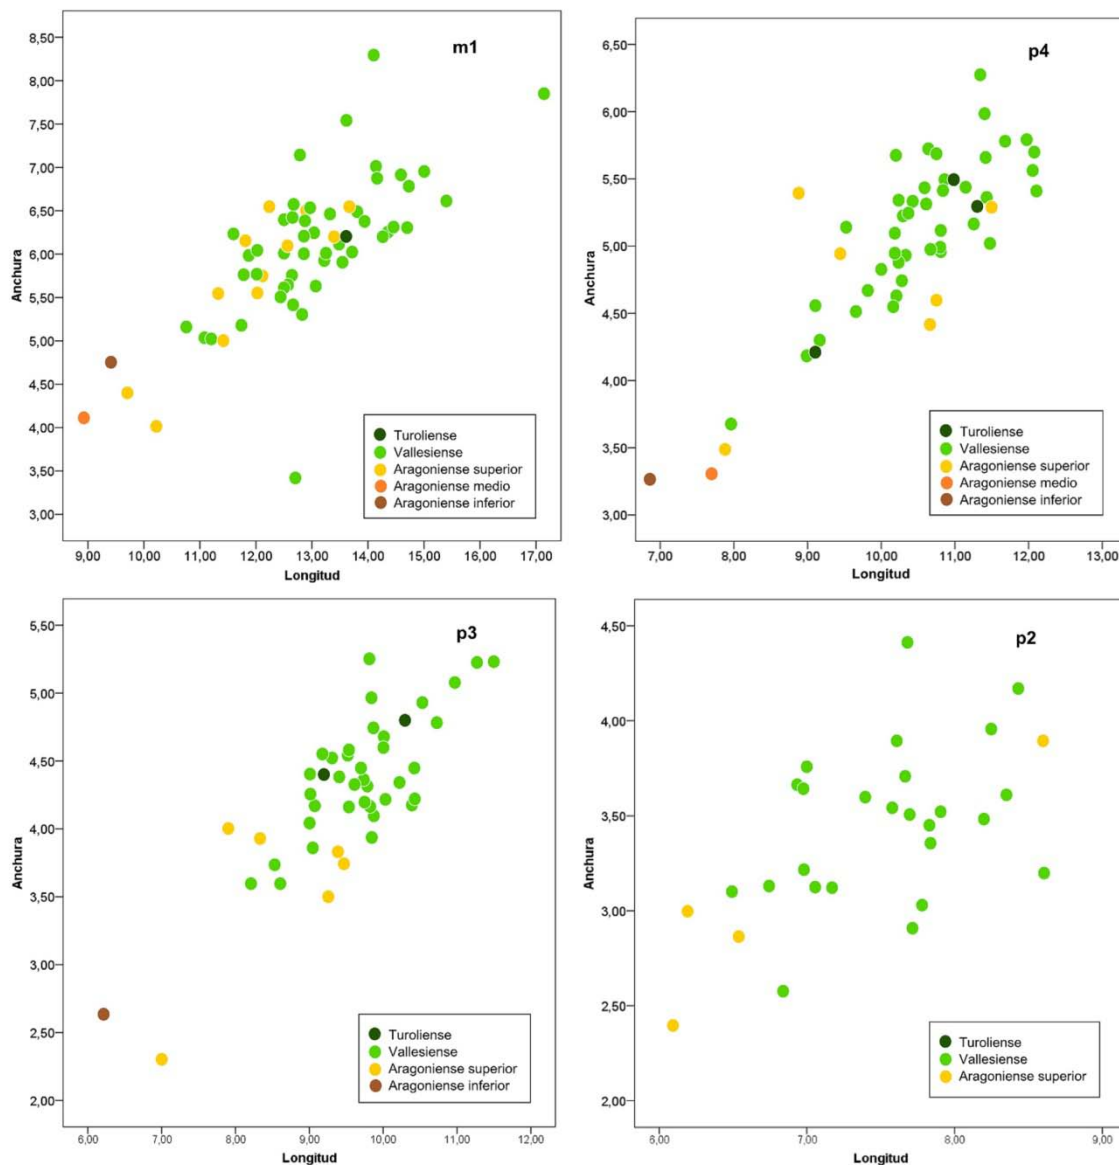 m1
8,50
8,00
7,50
7,00
6,50
6,00
5,50
5,00
4,50
4,00
3,50
3,00
Anchura
9,00 10,00 11,00 12,00 13,00 14,00 15,00 16,00 17,00
Longitud
Turoliense
Vallesiense
Aragoniense superior
Aragoniense medio
Aragoniense inferior
p4
6,50
6,00
5,50
5,00
4,50
4,00
3,50
3,00
Anchura
7,00 8,00 9,00 10,00 11,00 12,00 13,00
Longitud
Turoliense
Vallesiense
Aragoniense superior
Aragoniense medio
Aragoniense inferior
p3
5,50
5,00
4,50
4,00
3,50
3,00
2,50
2,00
Anchura
6,00 7,00 8,00 9,00 10,00 11,00 12,00
Longitud
Turoliense
Vallesiense
Aragoniense superior
Aragoniense inferior
p2
4,50
4,00
3,50
3,00
2,50
2,00
Anchura
6,00 7,00 8,00 9,00
Longitud
Turoliense
Vallesiense
Aragoniense superior